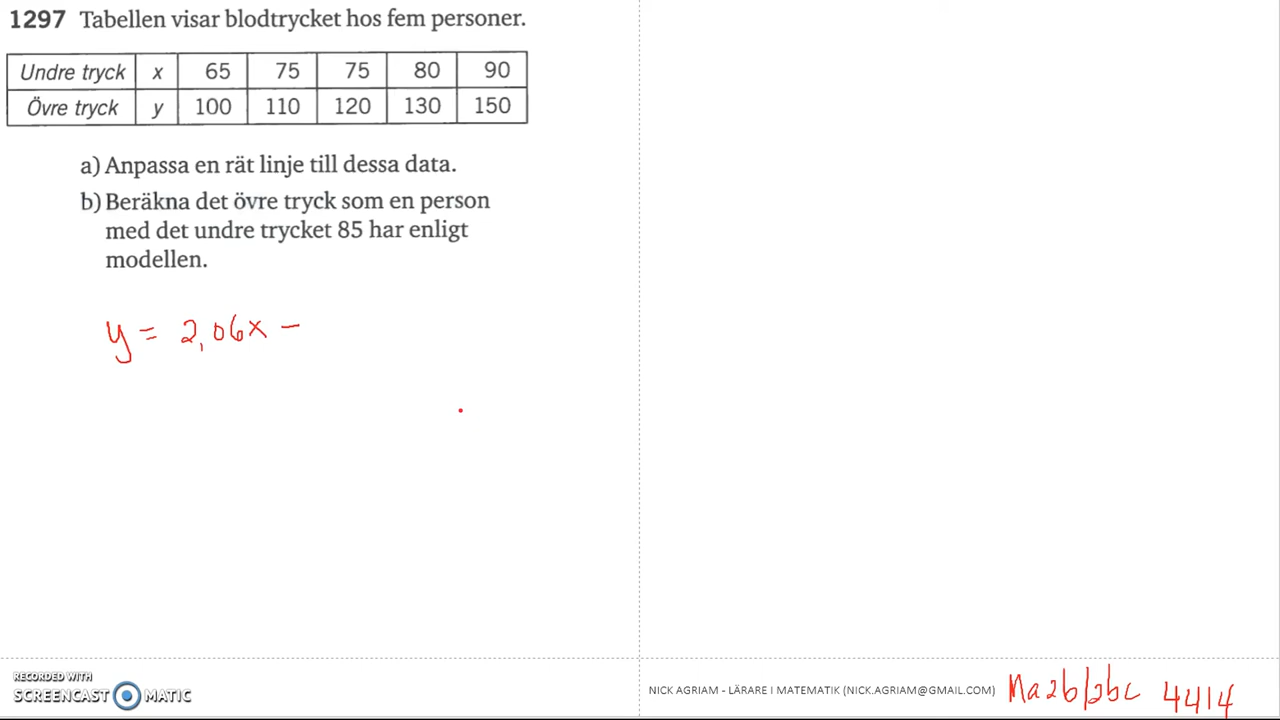 1297 Tabellen visar blodtrycket hos fem personer.
Undre tryck x 65 75 75 80 90
Övre tryck y 100 110 120 130 150
a) Anpassa en rät linje till dessa data.
b) Beräkna det övre tryck som en person
med det undre trycket 85 har enligt
modellen.
y = 2,06x –
RECORDED WITH
SCREENCAST MATIC
NICK AGRIAM - LÄRARE I MATEMATIK (NICK.AGRIAM@GMAIL.COM)
Ma2b/2bc 4414